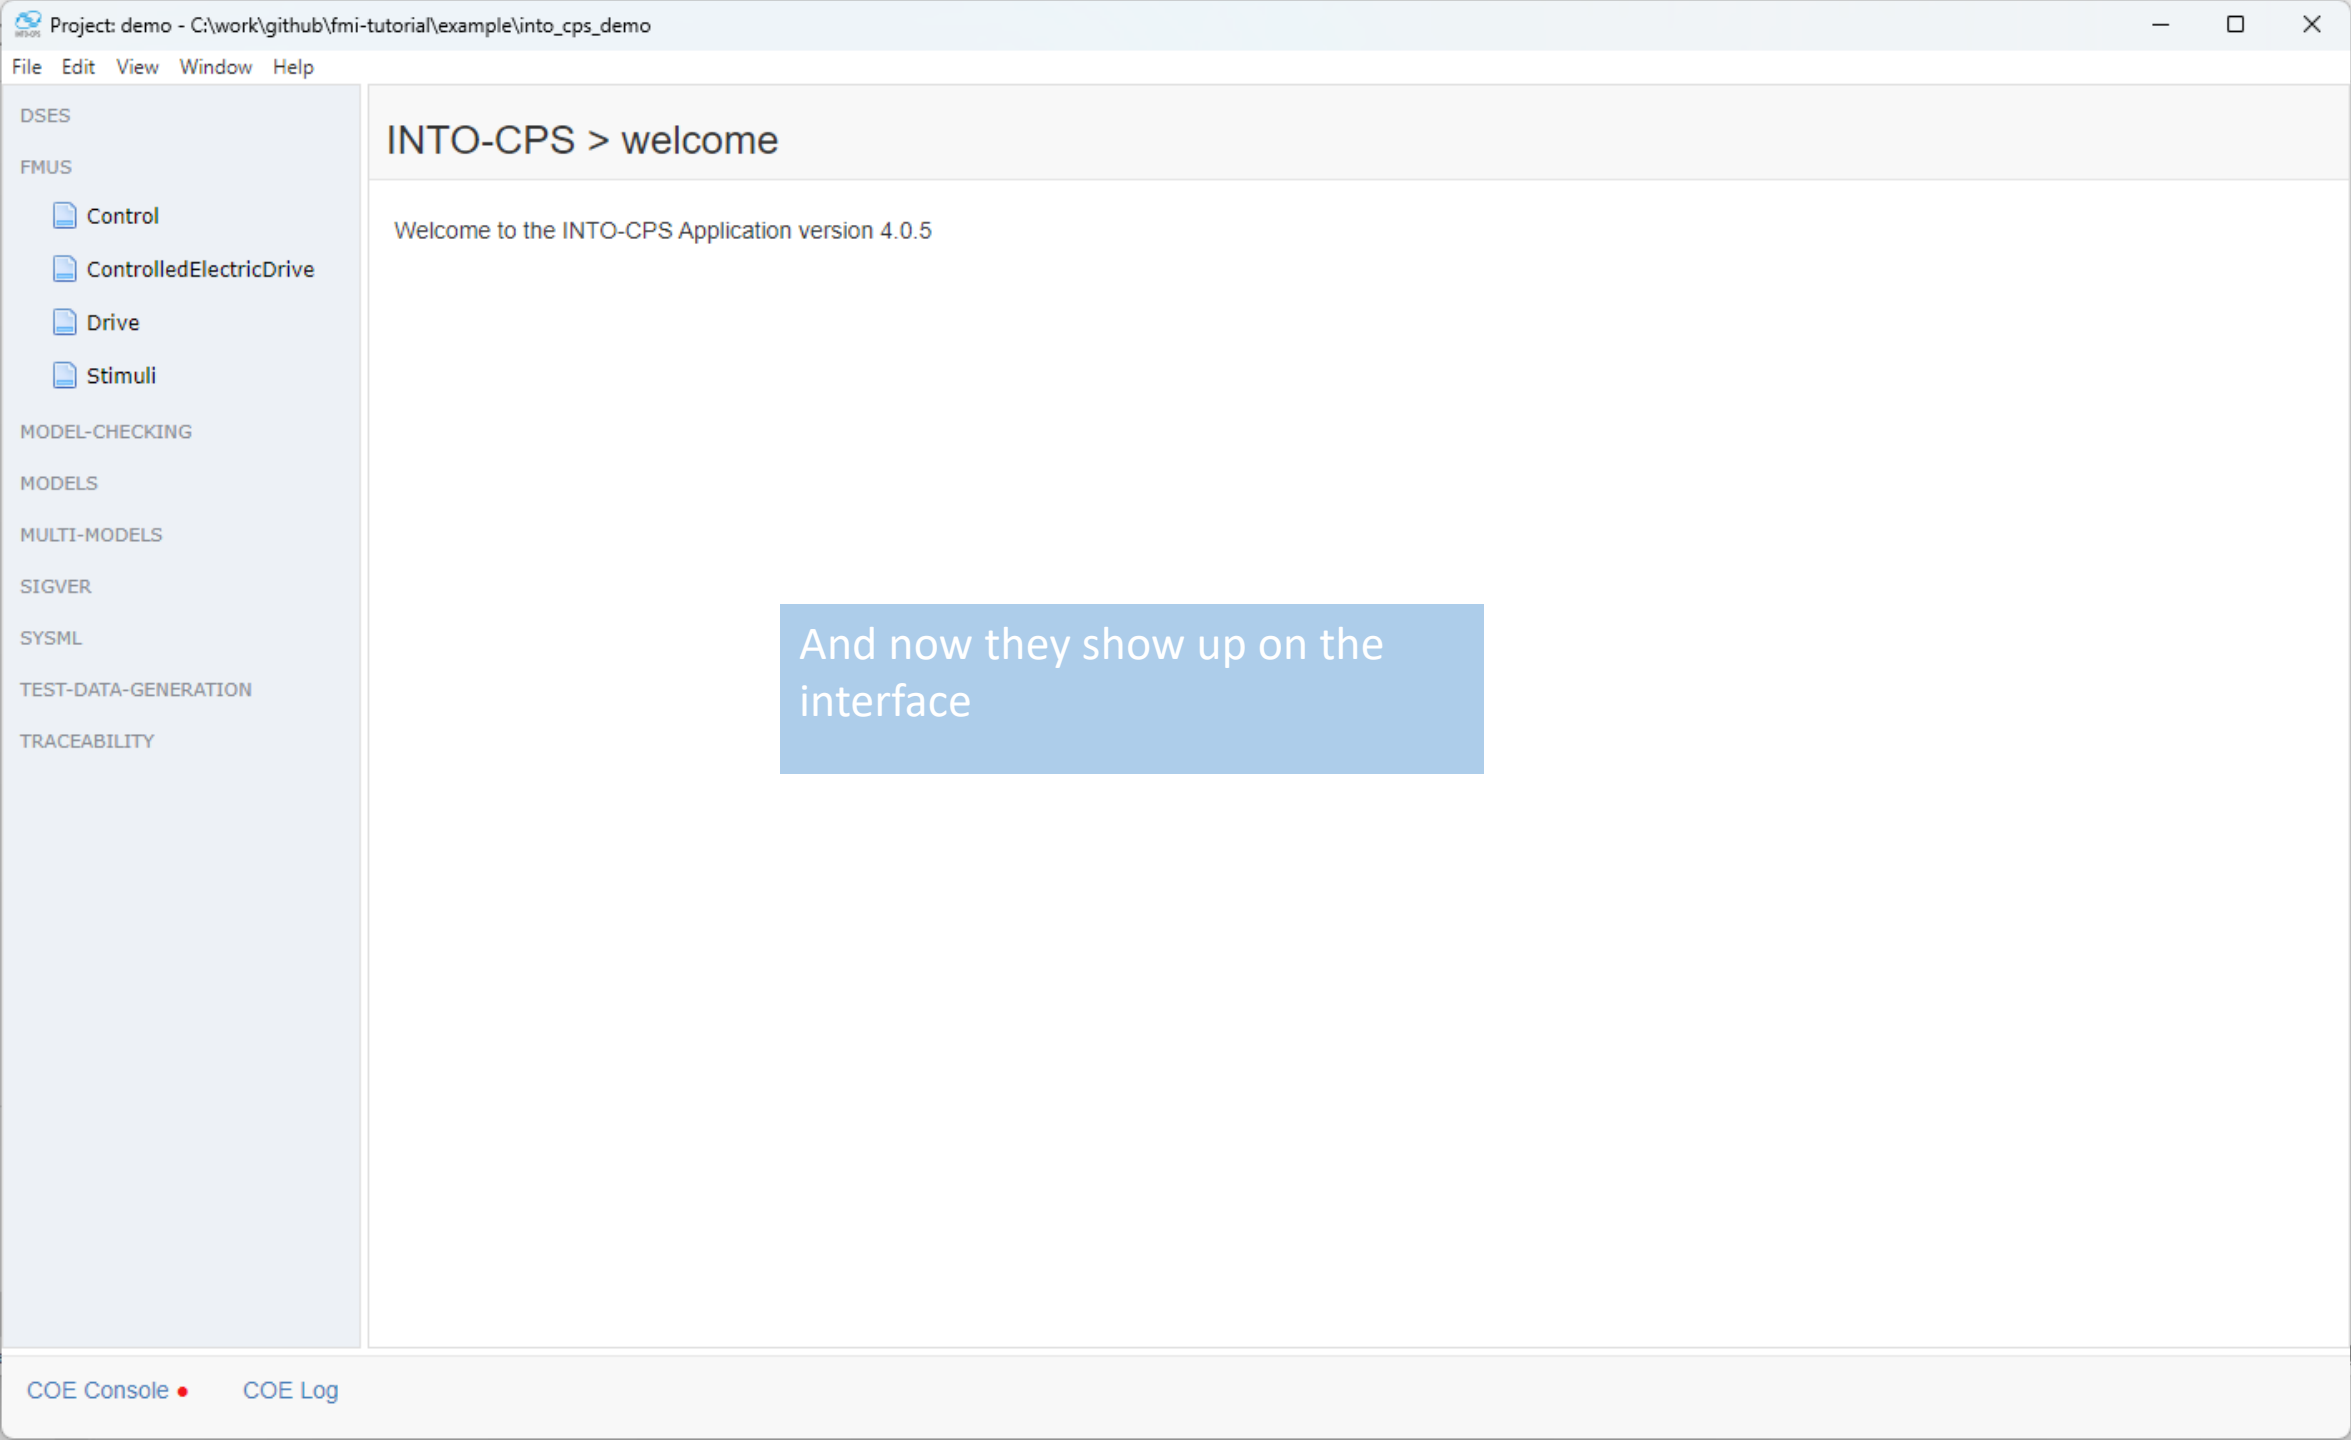 Project: demo - C:\work\github\fmi-tutorial\example\into_cps_demo
File Edit View Window Help
DSES
FMUS
Control
ControlledElectricDrive
Drive
Stimuli
MODEL-CHECKING
MODELS
MULTI-MODELS
SIGVER
SYSML
TEST-DATA-GENERATION
TRACEABILITY
INTO-CPS > welcome
Welcome to the INTO-CPS Application version 4.0.5
And now they show up on the
interface
COE Console COE Log